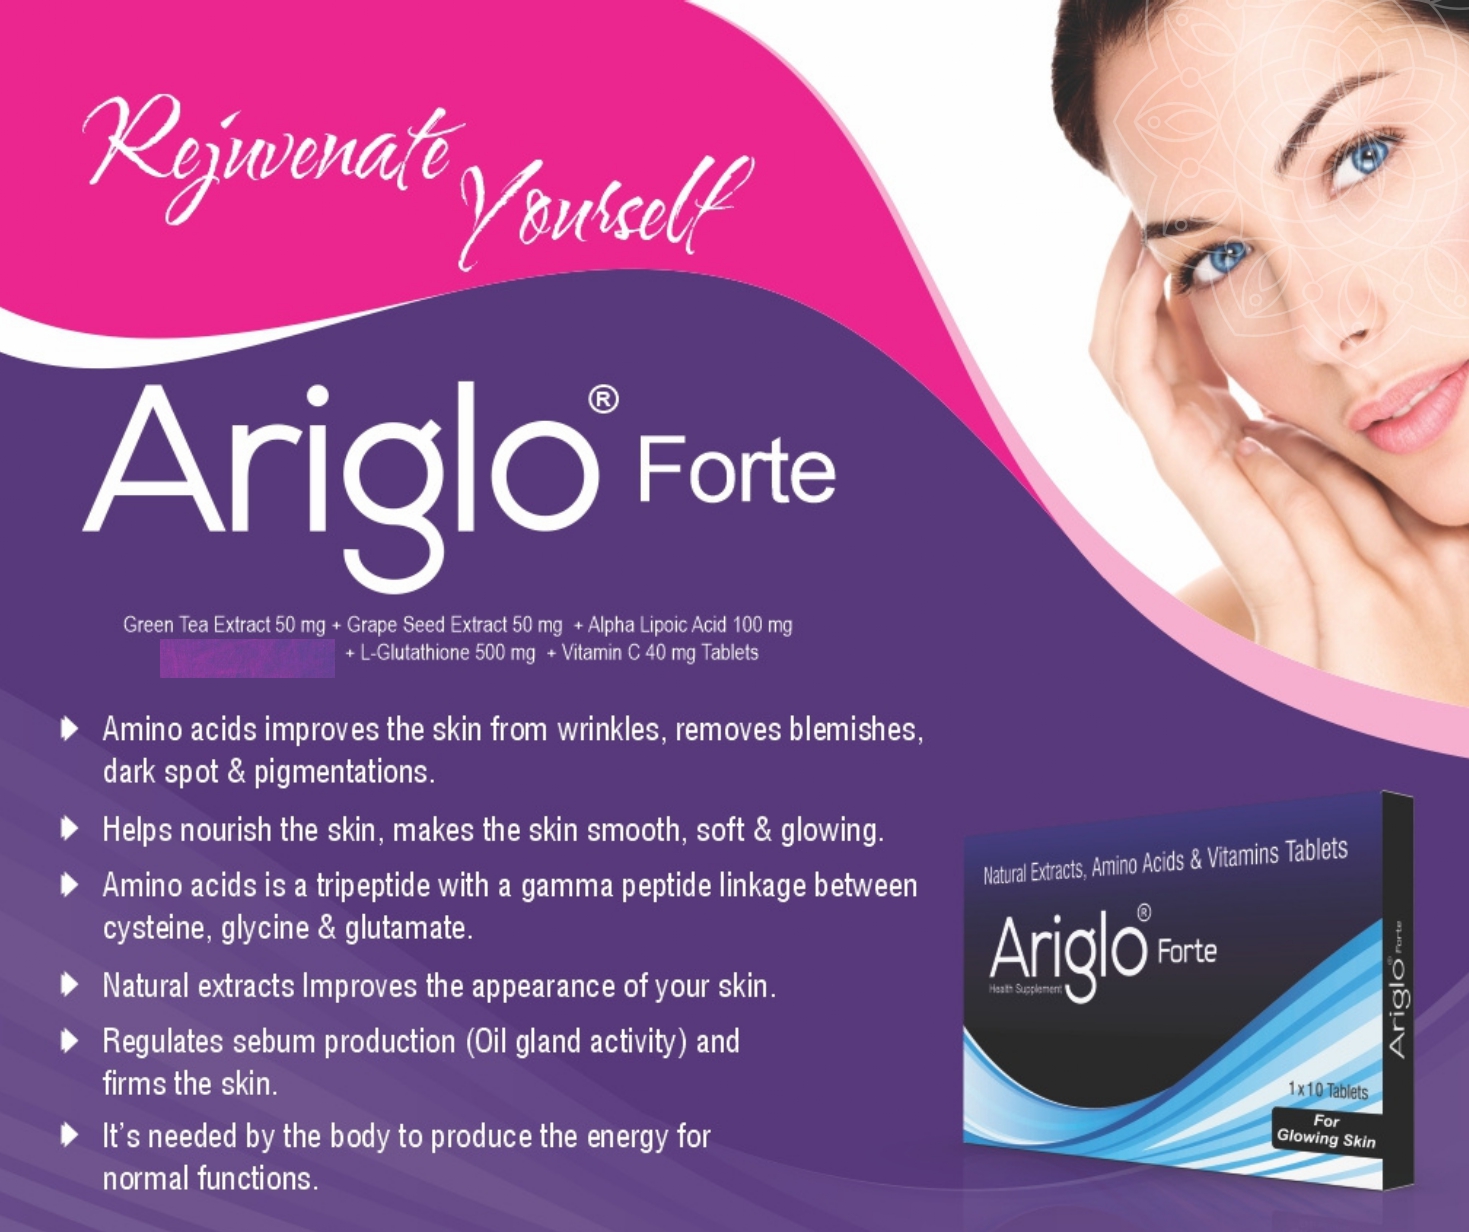 Rejuvenate
Yourself
Ariglo® Forte
Green Tea Extract 50 mg + Grape Seed Extract 50 mg + Alpha Lipoic Acid 100 mg
+ L-Glutathione 500 mg + Vitamin C 40 mg Tablets
Amino acids improves the skin from wrinkles, removes blemishes,
dark spot & pigmentations.
Helps nourish the skin, makes the skin smooth, soft & glowing.
Amino acids is a tripeptide with a gamma peptide linkage between
cysteine, glycine & glutamate.
Natural extracts Improves the appearance of your skin.
Regulates sebum production (Oil gland activity) and
firms the skin.
It's needed by the body to produce the energy for
normal functions.
Natural Extracts, Amino Acids & Vitamins Tablets
Ariglo® Forte
Health Supplement
1x10 Tablets
For
Glowing Skin
Ariglo® Forte